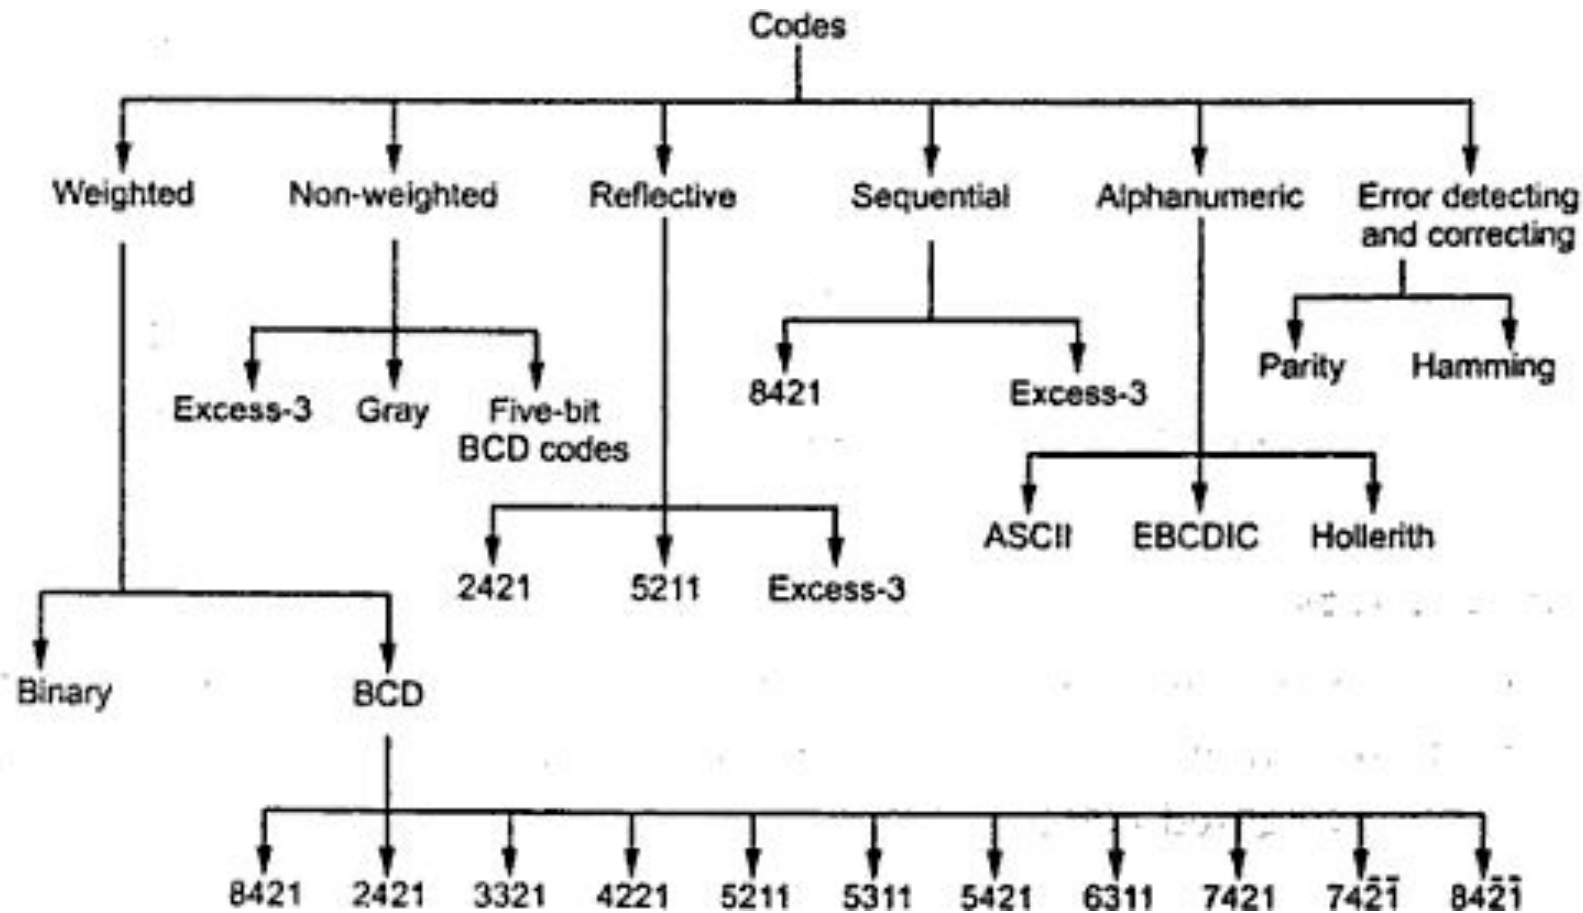 Codes
Weighted Non-weighted Reflective Sequential Alphanumeric Error detecting
and correcting
Parity Hamming
8421 Excess-3
Excess-3 Gray Five-bit
BCD codes
ASCII EBCDIC Hollerith
2421 5211 Excess-3
Binary BCD
8421 2421 3321 4221 5211 5311 5421 6311 7421 742̅1̅ 842̅1̅